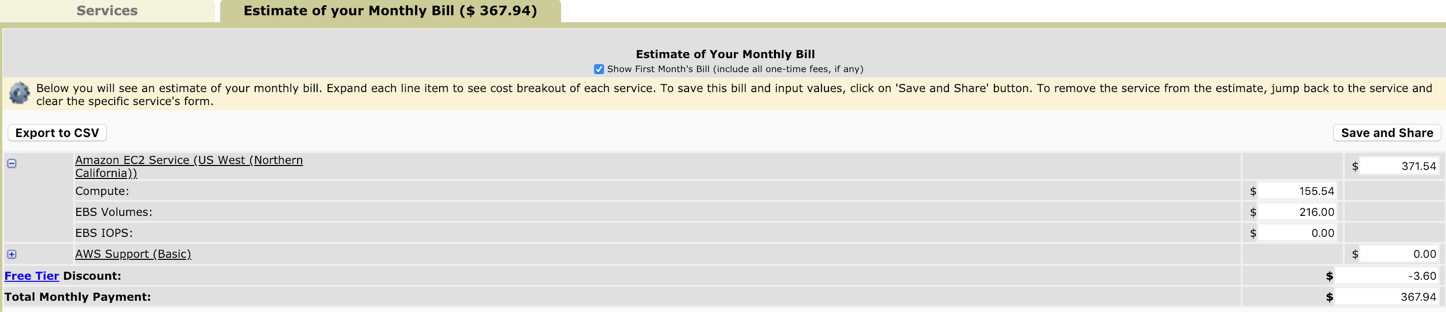 Services
Estimate of your Monthly Bill ($ 367.94)
Estimate of Your Monthly Bill
Show First Month's Bill (include all one-time fees, if any)
Below you will see an estimate of your monthly bill. Expand each line item to see cost breakout of each service. To save this bill and input values, click on 'Save and Share' button. To remove the service from the estimate, jump back to the service and
clear the specific service's form.
Export to CSV
Save and Share
Amazon EC2 Service (US West (Northern
California))
$ 371.54
Compute: $ 155.54
EBS Volumes: $ 216.00
EBS IOPS: $ 0.00
AWS Support (Basic) $ 0.00
Free Tier Discount: $ -3.60
Total Monthly Payment: $ 367.94